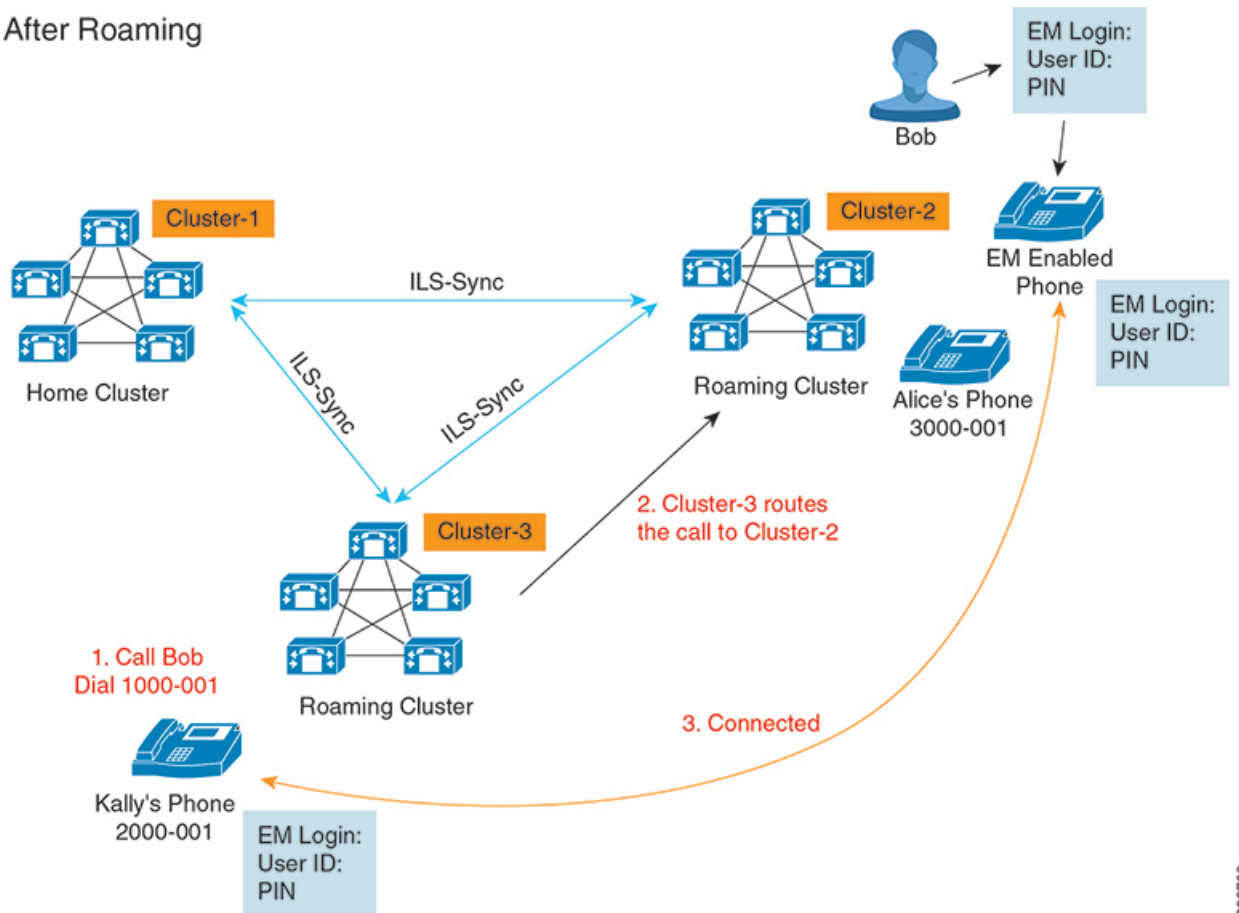 After Roaming
EM Login:
User ID:
PIN
Bob
Cluster-1
Cluster-2
EM Enabled
Phone
ILS-Sync
EM Login:
User ID:
PIN
Home Cluster
Roaming Cluster
Alice's Phone
3000-001
ILS-Sync
ILS-Sync
2. Cluster-3 routes
the call to Cluster-2
Cluster-3
1. Call Bob
Dial 1000-001
Roaming Cluster
3. Connected
Kally's Phone
2000-001
EM Login:
User ID:
PIN